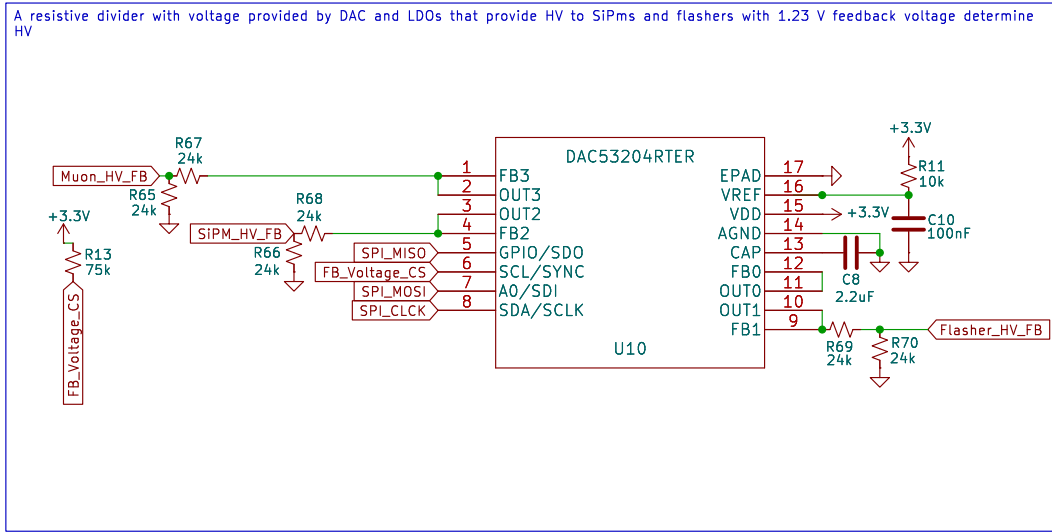 A resistive divider with voltage provided by DAC and LDOs that provide HV to SiPms and flashers with 1.23 V feedback voltage determine
HV
R67
24k
Muon_HV_FB
R65
24k
R68
24k
SiPM_HV_FB
R66
24k
+3.3V
R13
75k
FB_Voltage_CS
SPI_MISO
FB_Voltage_CS
SPI_MOSI
SPI_CLCK
DAC53204RTER
1 FB3
2 OUT3
3 OUT2
4 FB2
5 GPIO/SDO
6 SCL/SYNC
7 A0/SDI
8 SDA/SCLK
EPAD 17
VREF 16
VDD 15
AGND 14
CAP 13
FB0 12
OUT0 11
OUT1 10
FB1 9
U10
+3.3V
R11
10k
+3.3V
C10
100nF
C8
2.2uF
R69
24k
R70
24k
Flasher_HV_FB